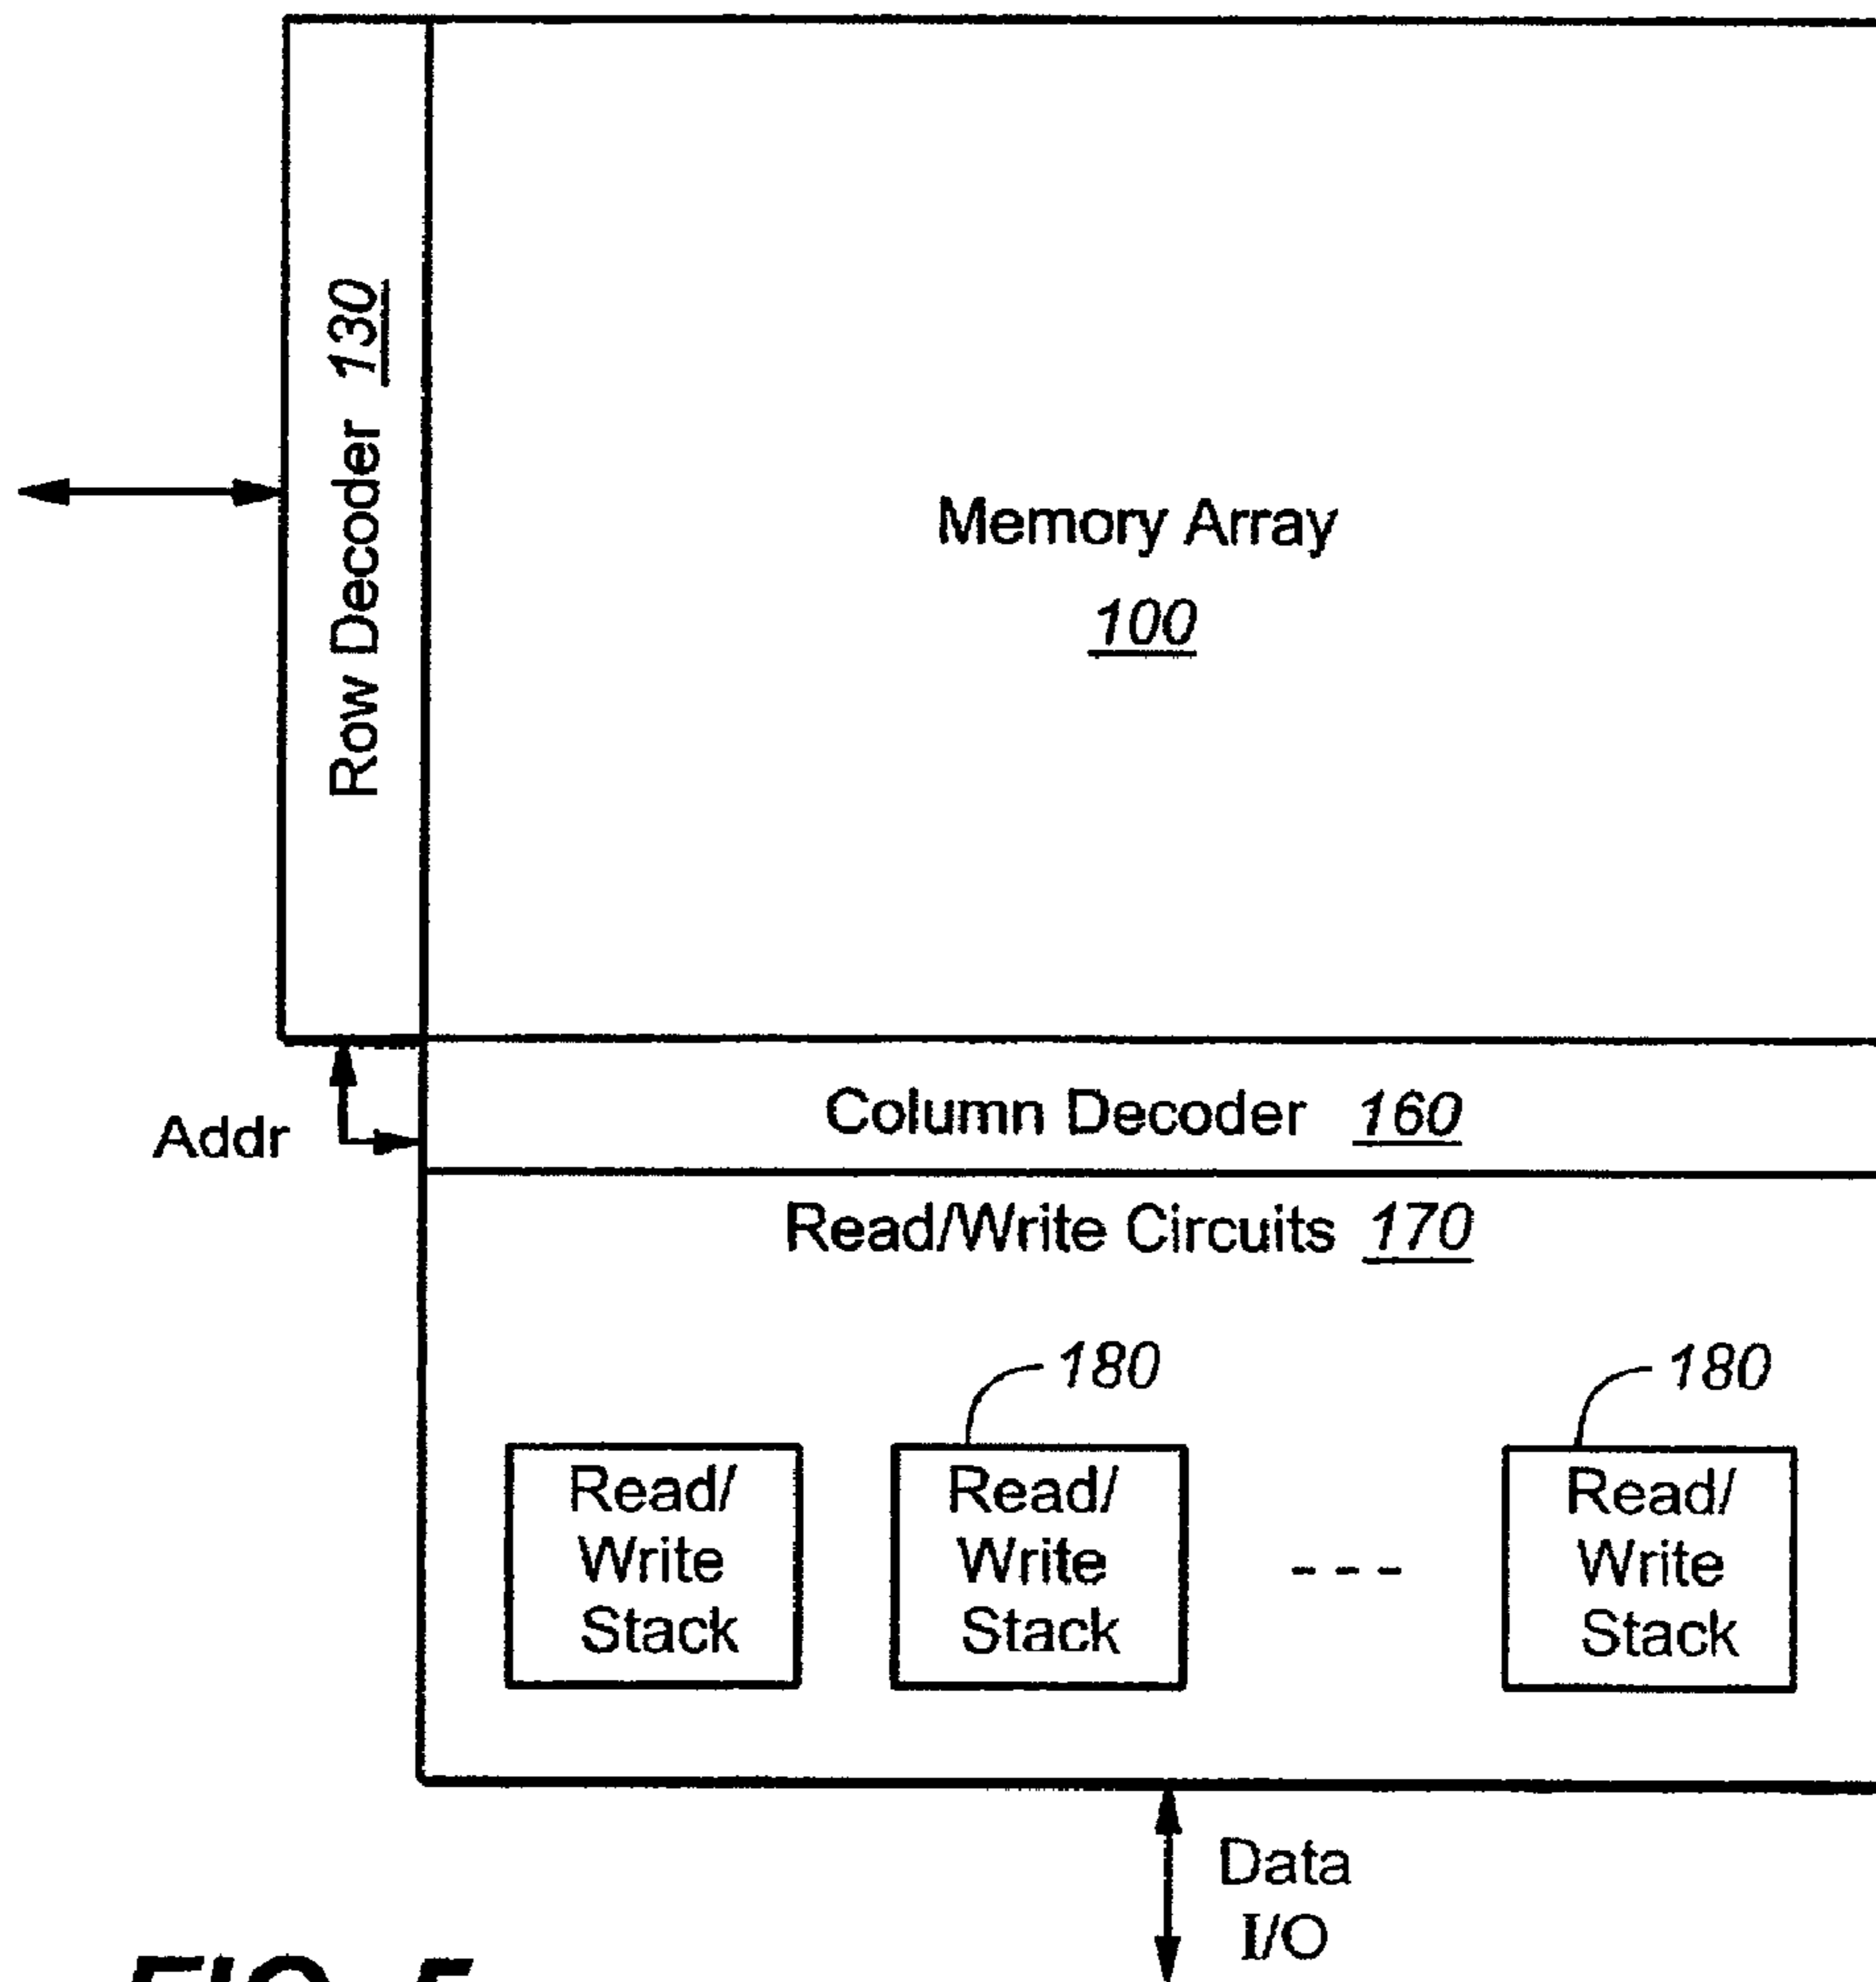 Row Decoder 130
Memory Array
100
Addr
Column Decoder 160
Read/Write Circuits 170
180
180
Read/
Write
Stack
Read/
Write
Stack
- - -
Read/
Write
Stack
Data
I/O